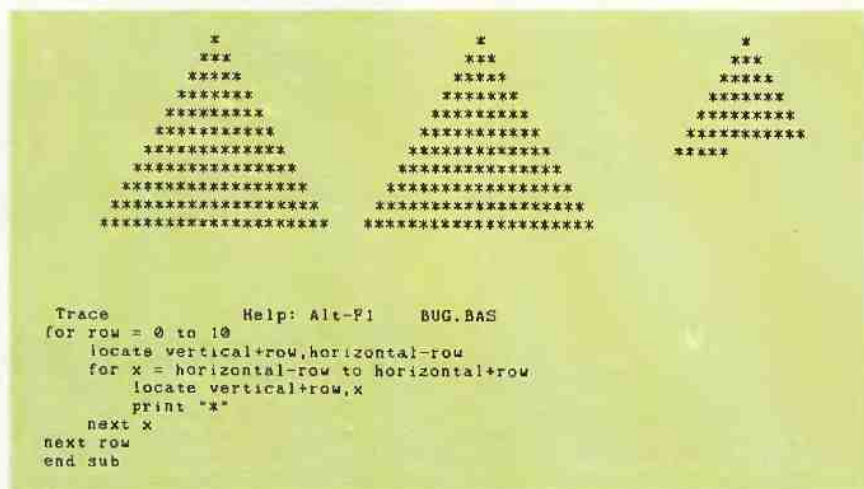 * * *
*** *** ***
***** ***** *****
******* ******* *******
********* ********* *********
*********** *********** ***********
************* ************* *****
*************** ***************
***************** *****************
******************* *******************
********************* *********************
Trace Help: Alt-F1 BUG.BAS
for row = 0 to 10
locate vertical+row,horizontal-row
for x = horizontal-row to horizontal+row
locate vertical+row,x
print "*"
next x
next row
end sub